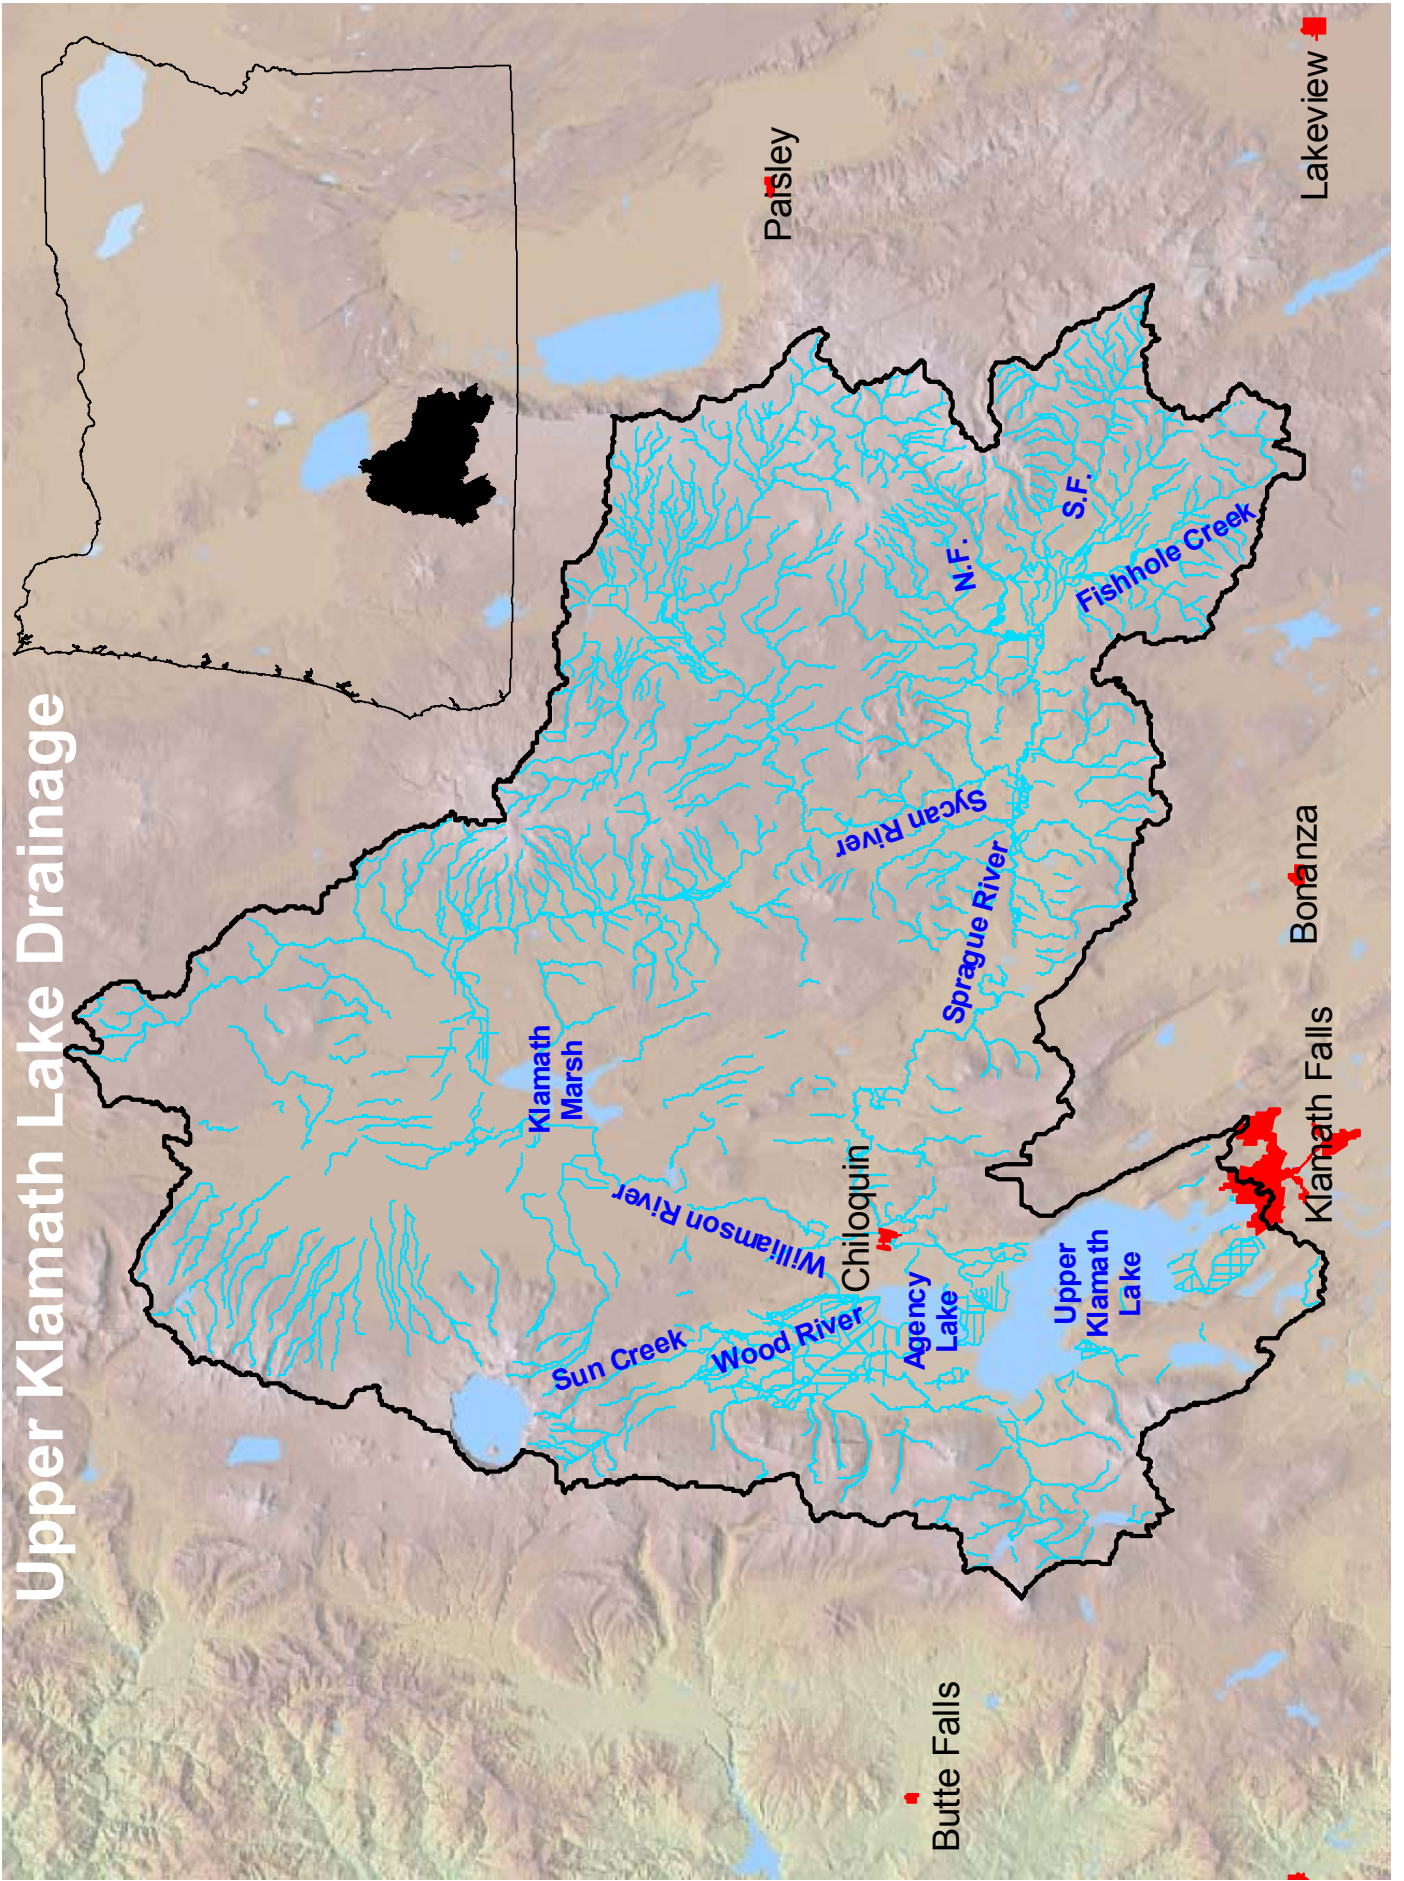 Upper Klamath Lake Drainage
Klamath
Marsh
Sun Creek
Williamson River
Wood River
Chiloquin
Agency
Lake
Upper
Klamath
Lake
Sycan River
Sprague River
N.F.
S.F.
Fishhole Creek
Paisley
Lakeview
Bonanza
Klamath Falls
Butte Falls